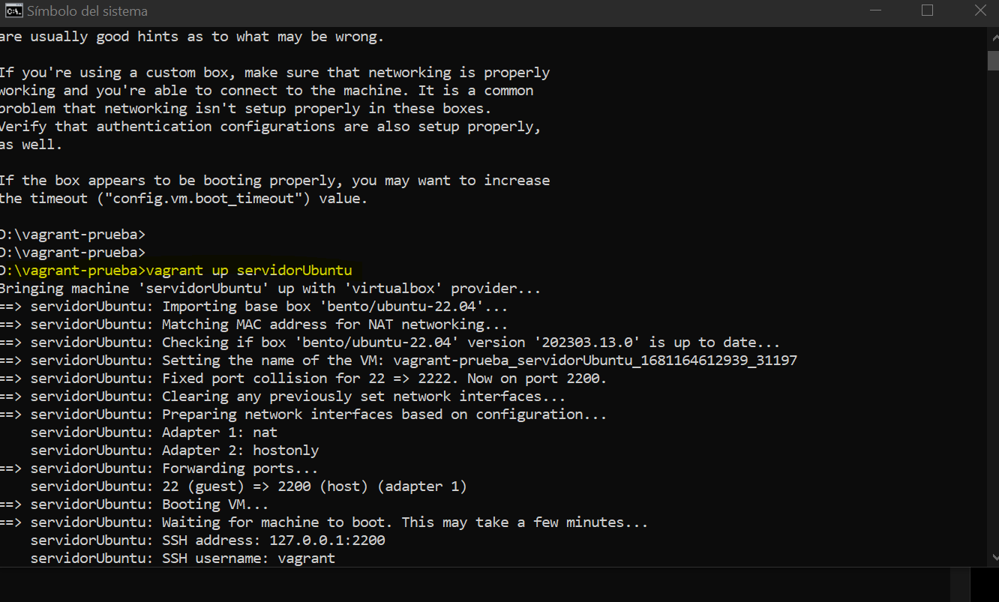 Símbolo del sistema
are usually good hints as to what may be wrong.
If you're using a custom box, make sure that networking is properly
working and you're able to connect to the machine. It is a common
problem that networking isn't setup properly in these boxes.
Verify that authentication configurations are also setup properly,
as well.
If the box appears to be booting properly, you may want to increase
the timeout ("config.vm.boot_timeout") value.
D:\vagrant-prueba>
D:\vagrant-prueba>
D:\vagrant-prueba>vagrant up servidorUbuntu
Bringing machine 'servidorUbuntu' up with 'virtualbox' provider...
==> servidorUbuntu: Importing base box 'bento/ubuntu-22.04'...
==> servidorUbuntu: Matching MAC address for NAT networking...
==> servidorUbuntu: Checking if box 'bento/ubuntu-22.04' version '202303.13.0' is up to date...
==> servidorUbuntu: Setting the name of the VM: vagrant-prueba_servidorUbuntu_1681164612939_31197
==> servidorUbuntu: Fixed port collision for 22 => 2222. Now on port 2200.
==> servidorUbuntu: Clearing any previously set network interfaces...
==> servidorUbuntu: Preparing network interfaces based on configuration...
servidorUbuntu: Adapter 1: nat
servidorUbuntu: Adapter 2: hostonly
==> servidorUbuntu: Forwarding ports...
servidorUbuntu: 22 (guest) => 2200 (host) (adapter 1)
==> servidorUbuntu: Booting VM...
==> servidorUbuntu: Waiting for machine to boot. This may take a few minutes...
servidorUbuntu: SSH address: 127.0.0.1:2200
servidorUbuntu: SSH username: vagrant